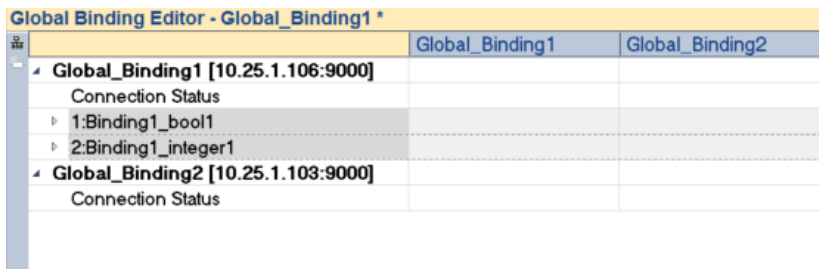 Global Binding Editor - Global_Binding1 *
Global_Binding1 Global_Binding2
Global_Binding1 [10.25.1.106:9000]
Connection Status
1:Binding1_bool1
2:Binding1_integer1
Global_Binding2 [10.25.1.103:9000]
Connection Status